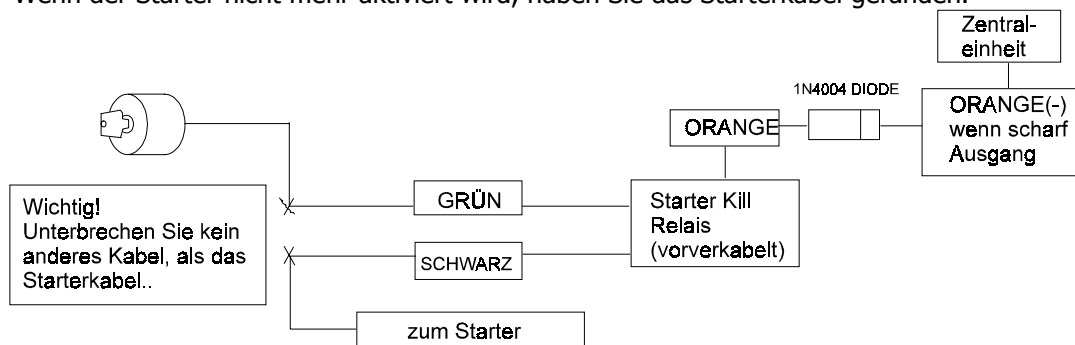 Wenn der Starter nicht mehr aktiviert wird, haben Sie das Starterkabel gefunden.
Zentral-
einheit
1N4004 DIODE
ORANGE
ORANGE(-)
wenn scharf
Ausgang
Wichtig!
Unterbrechen Sie kein
anderes Kabel, als das
Starterkabel..
GRÜN
SCHWARZ
Starter Kill
Relais
(vorverkabelt)
zum Starter